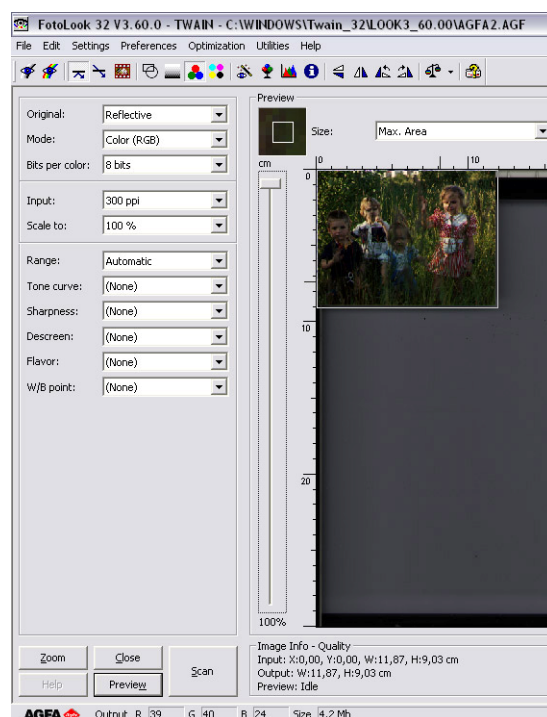 FotoLook 32 V3.60.0 - TWAIN - C:\WINDOWS\Twain_32\LOOK3_60.00\AGFA2.AGF
File Edit Settings Preferences Optimization Utilities Help
Original: Reflective
Mode: Color (RGB)
Bits per color: 8 bits
Input: 300 ppi
Scale to: 100 %
Range: Automatic
Tone curve: (None)
Sharpness: (None)
Descreen: (None)
Flavor: (None)
W/B point: (None)
Zoom Close
Help Preview
Scan
Preview
Size: Max. Area
cm
0 10
0
10
20
100%
Image Info - Quality
Input: X:0,00, Y:0,00, W:11,87, H:9,03 cm
Output: W:11,87, H:9,03 cm
Preview: Idle
AGFA Output R 39 G 40 B 24 Size 4.2 Mb